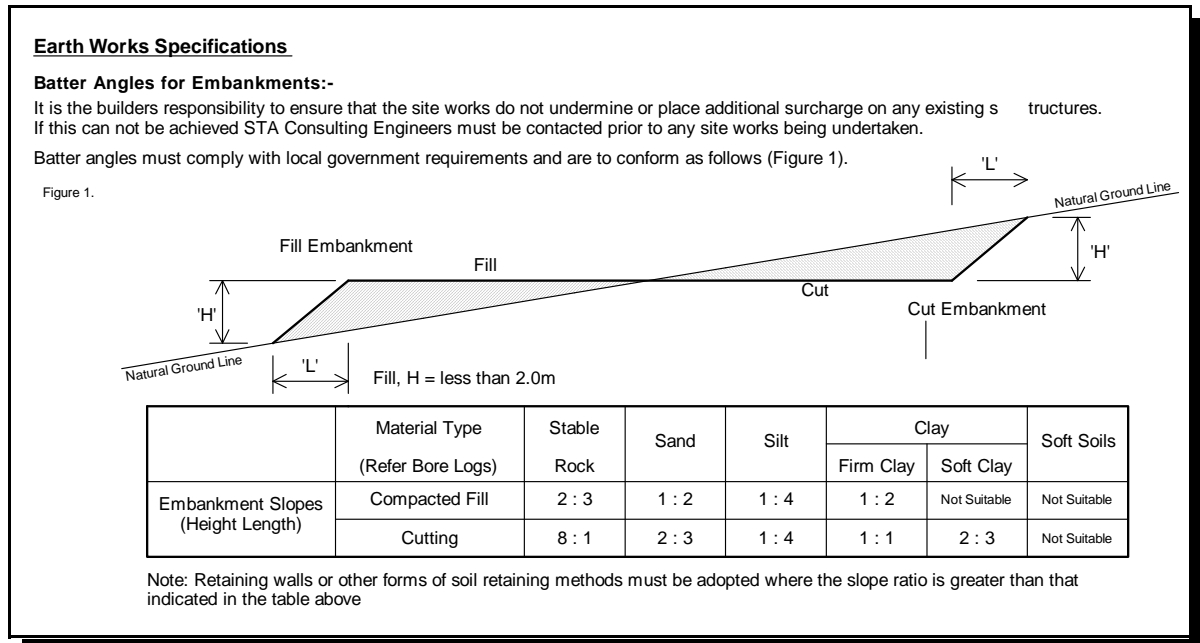 Earth Works Specifications
Batter Angles for Embankments:-
It is the builders responsibility to ensure that the site works do not undermine or place additional surcharge on any existing s tructures.
If this can not be achieved STA Consulting Engineers must be contacted prior to any site works being undertaken.
Batter angles must comply with local government requirements and are to conform as follows (Figure 1).
'L'
Figure 1.
Natural Ground Line
Fill Embankment
Fill
'H'
Cut
'H'
Cut Embankment
Natural Ground Line
'L'
Fill, H = less than 2.0m
Material Type
(Refer Bore Logs)
Stable
Rock
Sand
Silt
Clay
Firm Clay
Soft Clay
Soft Soils
Embankment Slopes
(Height Length)
Compacted Fill
2 : 3
1 : 2
1 : 4
1 : 2
Not Suitable
Not Suitable
Cutting
8 : 1
2 : 3
1 : 4
1 : 1
2 : 3
Not Suitable
Note: Retaining walls or other forms of soil retaining methods must be adopted where the slope ratio is greater than that
indicated in the table above